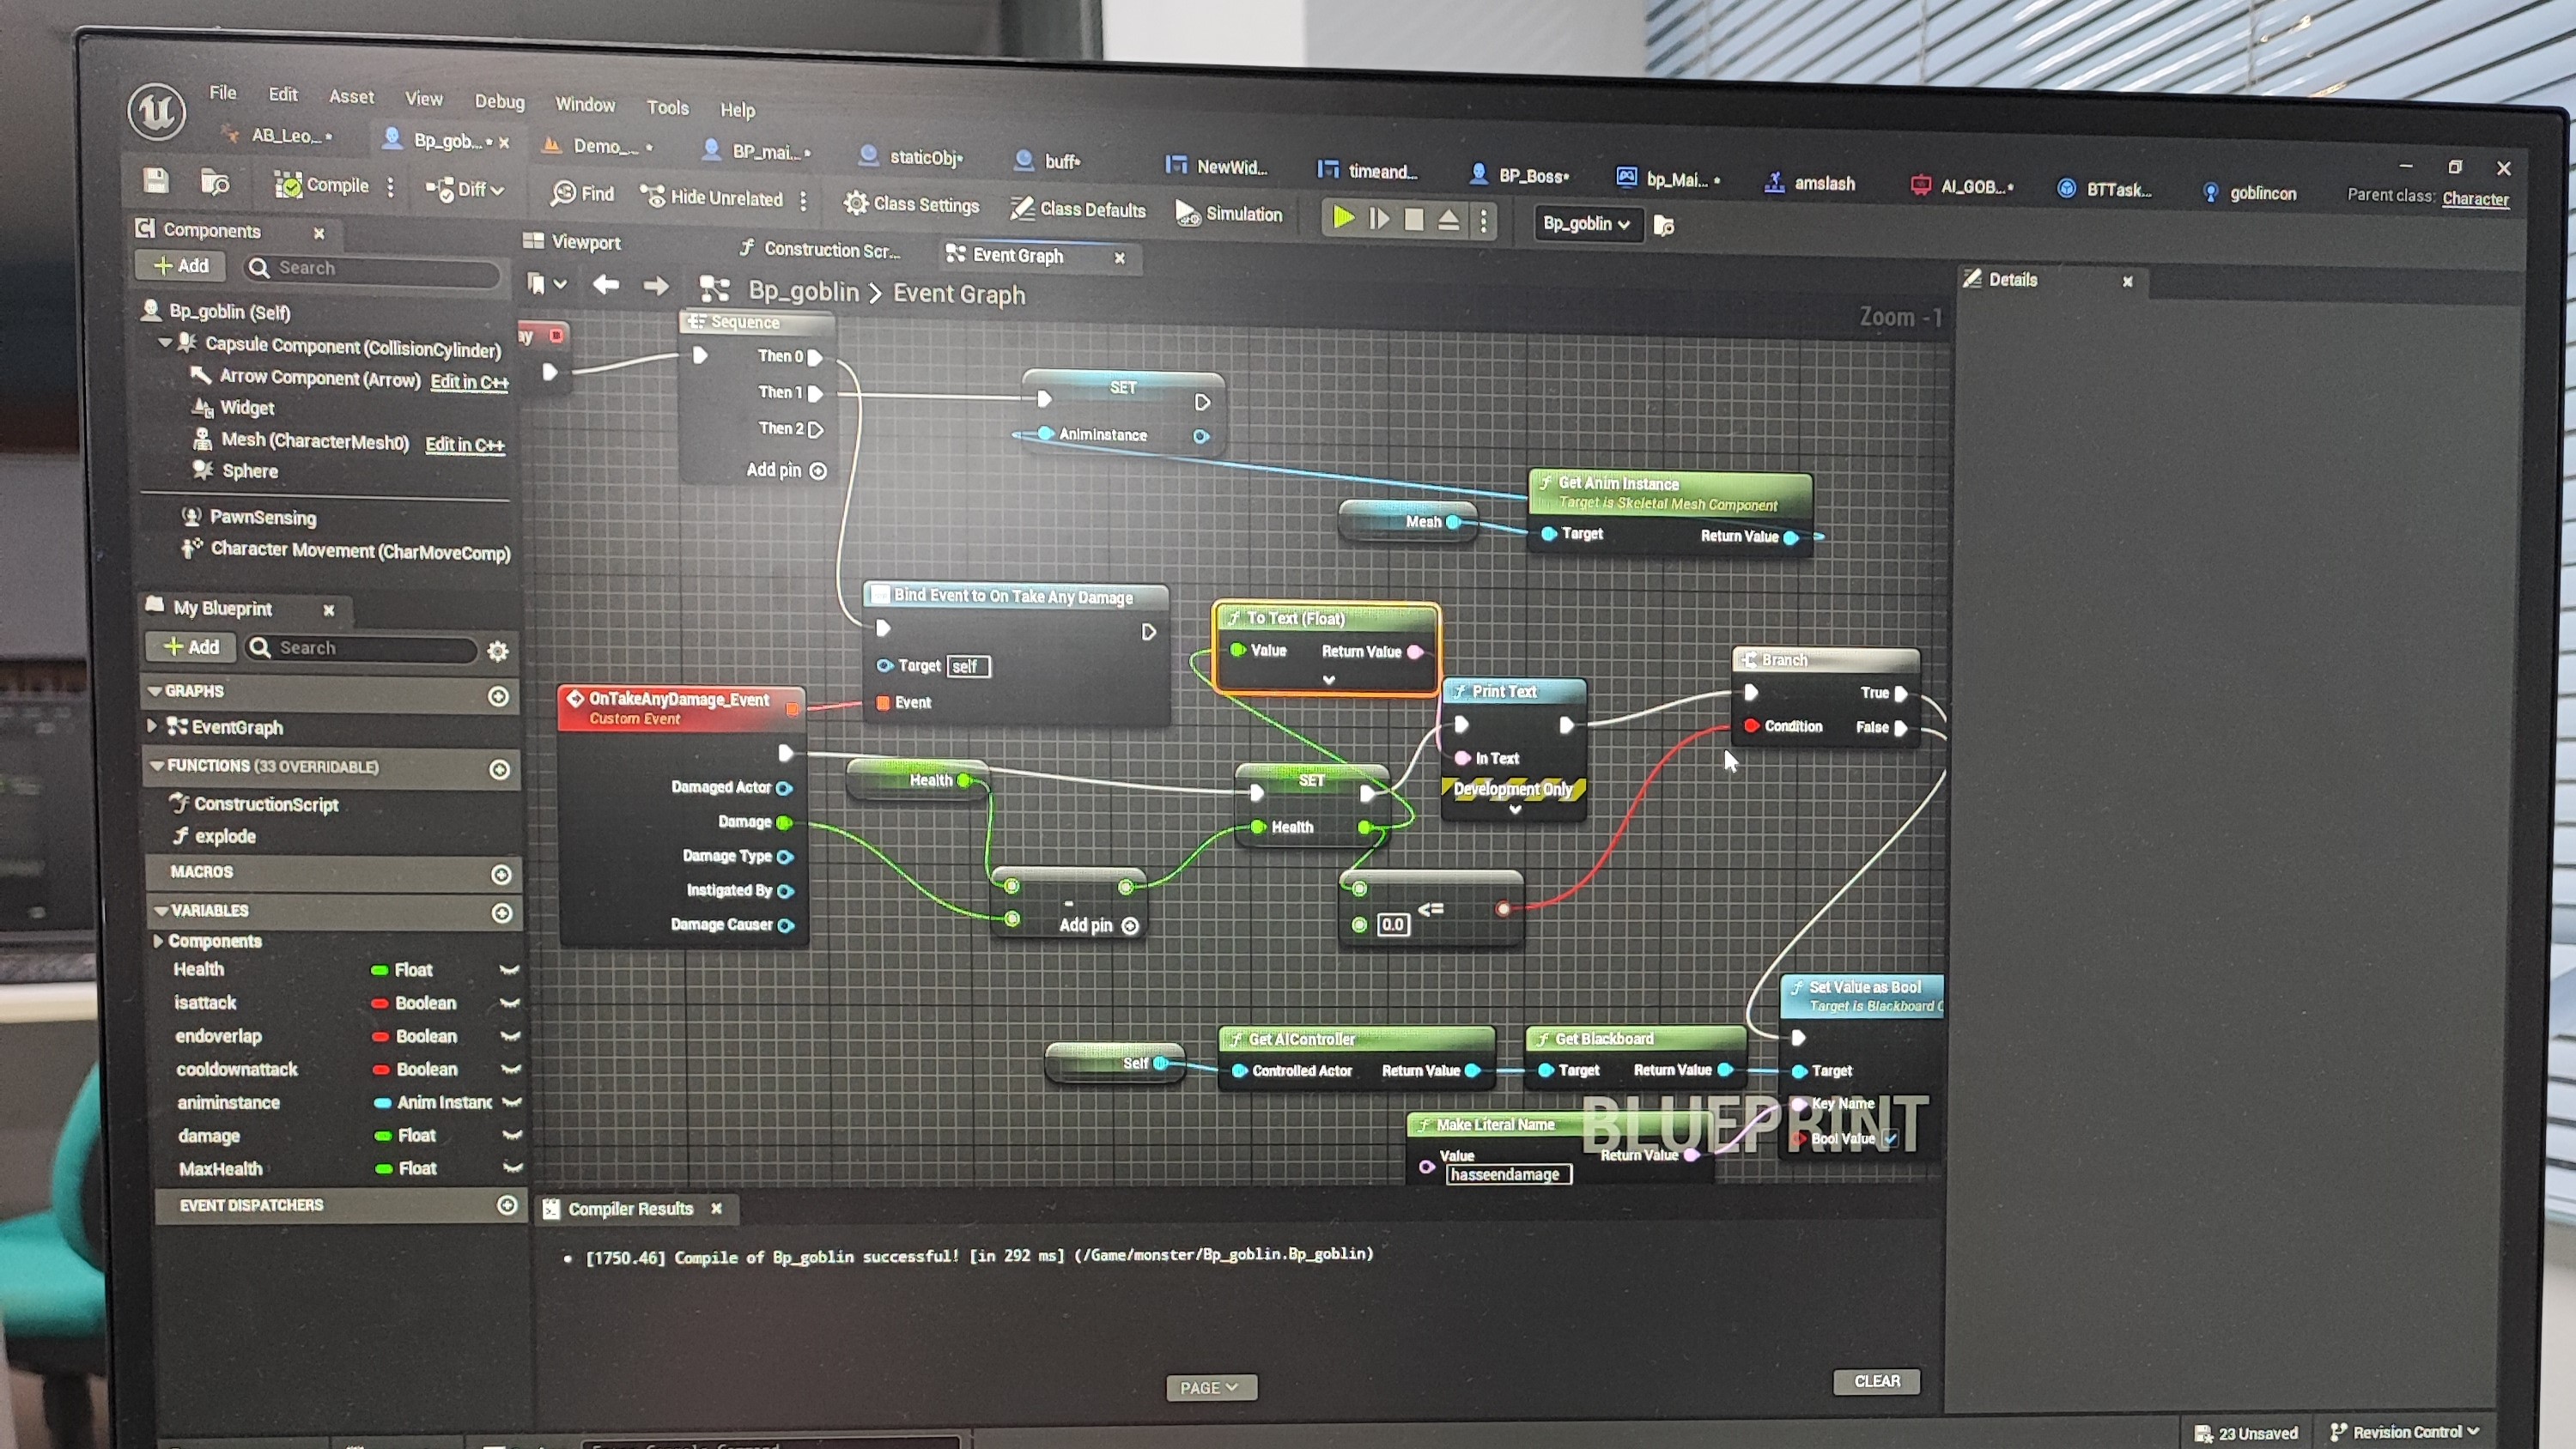 File Edit Asset View Debug Window Tools Help
AB_Leo...* Bp_gob...* Demo_...* BP_mai...* staticObj* buff* NewWid... timeand... BP_Boss* bp_Mai...* amslash AI_GOB...* BTTask... goblincon
Parent class: Character
Compile Diff Find Hide Unrelated Class Settings Class Defaults Simulation Bp_goblin
Components
Add Search
Bp_goblin (Self)
Capsule Component (CollisionCylinder)
Arrow Component (Arrow) Edit in C++
Widget
Mesh (CharacterMesh0) Edit in C++
Sphere
PawnSensing
Character Movement (CharMoveComp)
My Blueprint
Add Search
GRAPHS
EventGraph
FUNCTIONS (33 OVERRIDABLE)
ConstructionScript
explode
MACROS
VARIABLES
Components
Health Float
isattack Boolean
endoverlap Boolean
cooldownattack Boolean
animinstance Anim Instanc
damage Float
MaxHealth Float
EVENT DISPATCHERS
Viewport Construction Scr... Event Graph
Bp_goblin > Event Graph
Zoom -1
ay
Sequence
Then 0
Then 1
Then 2
Add pin
SET
Animinstance
Get Anim Instance
Target is Skeletal Mesh Component
Target Return Value
Mesh
Bind Event to On Take Any Damage
Target self
Event
OnTakeAnyDamage_Event
Custom Event
Damaged Actor
Damage
Damage Type
Instigated By
Damage Causer
Health
-
Add pin
SET
Health
To Text (Float)
Value Return Value
Print Text
In Text
Development Only
<=
0.0
Branch
True
Condition False
Self
Get AIController
Controlled Actor Return Value
Get Blackboard
Target Return Value
Make Literal Name
Value Return Value
hasseendamage
Set Value as Bool
Target is Blackboard C
Target
Key Name
Bool Value
BLUEPRINT
Details
Compiler Results
[1750.46] Compile of Bp_goblin successful! [in 292 ms] (/Game/monster/Bp_goblin.Bp_goblin)
PAGE
CLEAR
23 Unsaved Revision Control